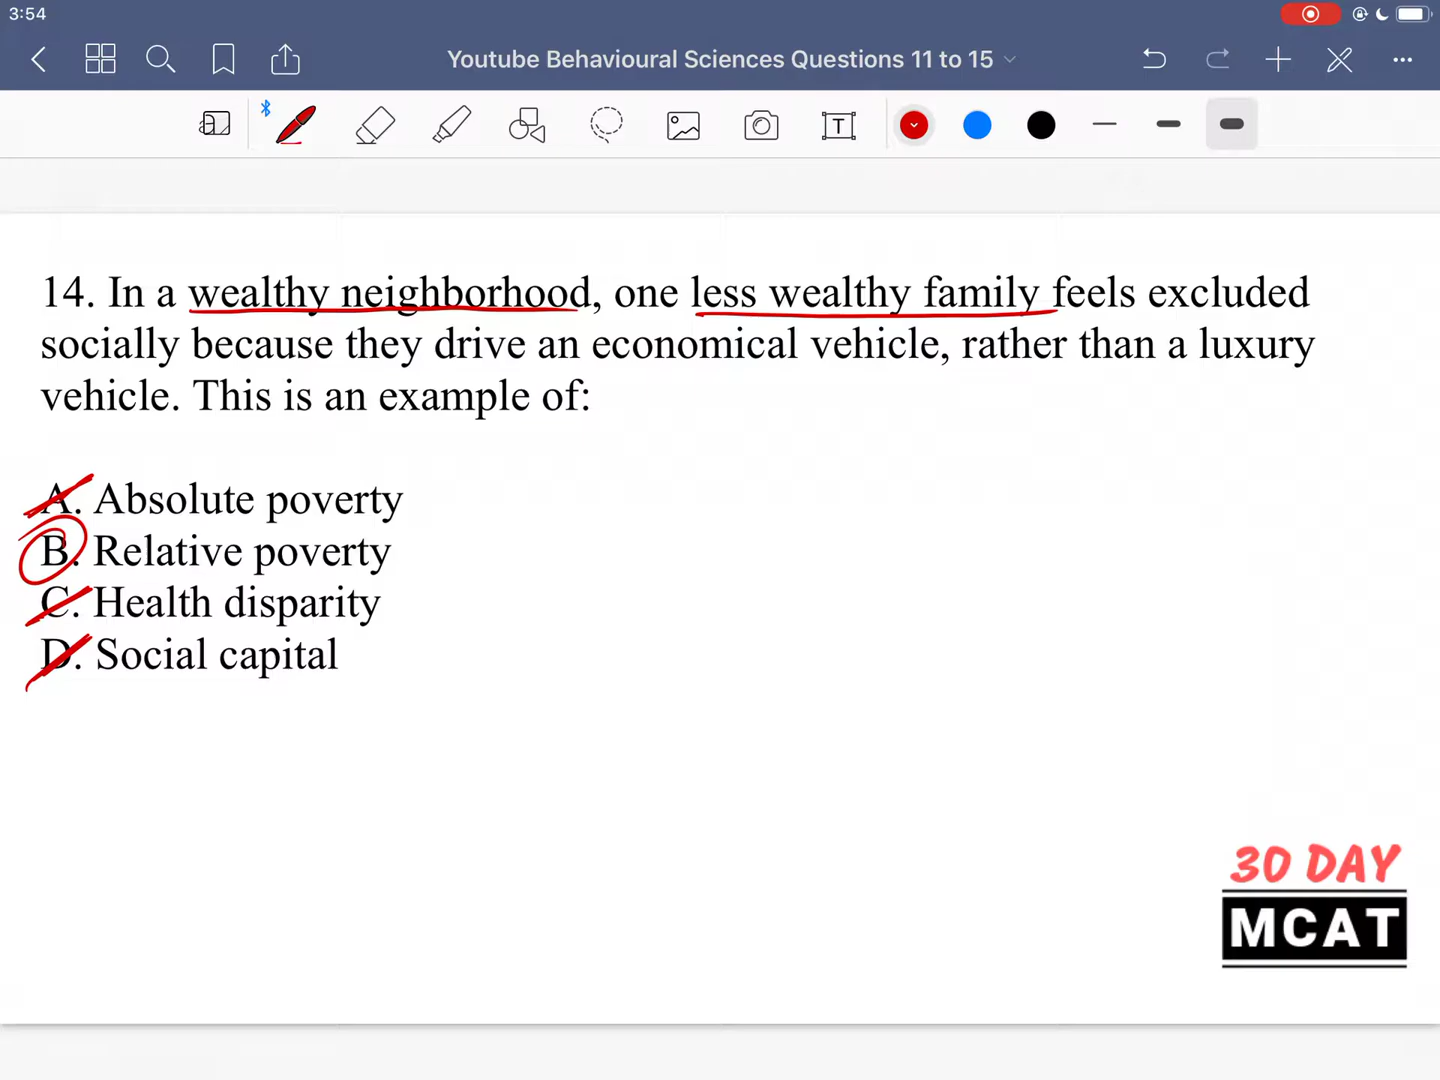 3:54
Youtube Behavioural Sciences Questions 11 to 15
T
14. In a wealthy neighborhood, one less wealthy family feels excluded
socially because they drive an economical vehicle, rather than a luxury
vehicle. This is an example of:
A. Absolute poverty
B. Relative poverty
C. Health disparity
D. Social capital
30 DAY
MCAT